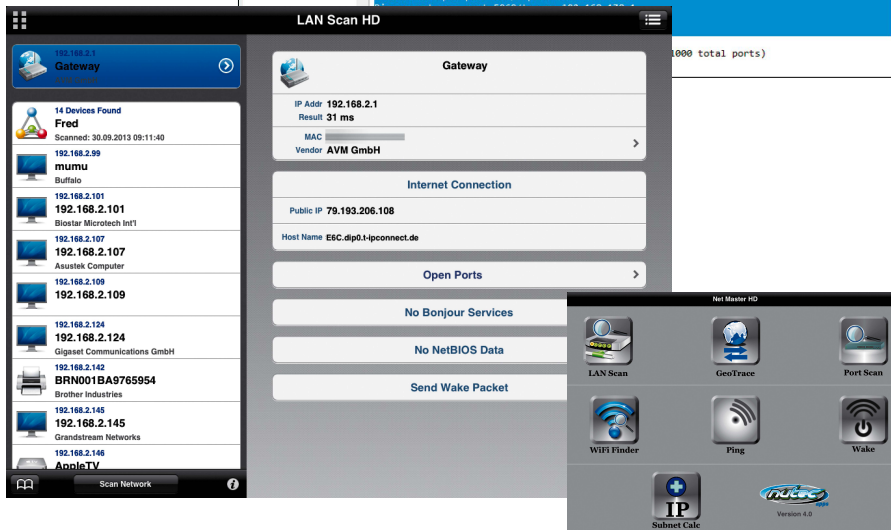 1000 total ports)
LAN Scan HD
192.168.2.1
Gateway
14 Devices Found
Fred
Scanned: 30.09.2013 09:11:40
192.168.2.99
mumu
Buffalo
192.168.2.101
192.168.2.101
Biostar Microtech Int'l
192.168.2.107
192.168.2.107
Asustek Computer
192.168.2.109
192.168.2.109
192.168.2.124
192.168.2.124
Gigaset Communications GmbH
192.168.2.142
BRN001BA9765954
Brother Industries
192.168.2.145
192.168.2.145
Grandstream Networks
192.168.2.146
AppleTV
Scan Network
Gateway
IP Addr 192.168.2.1
Result 31 ms
MAC
Vendor AVM GmbH
Internet Connection
Public IP 79.193.206.108
Host Name E6C.dip0.t-ipconnect.de
Open Ports
No Bonjour Services
No NetBIOS Data
Send Wake Packet
Net Master HD
LAN Scan
GeoTrace
Port Scan
WiFi Finder
Ping
Wake
IP
Subnet Calc
nutec
apps
Version 4.0